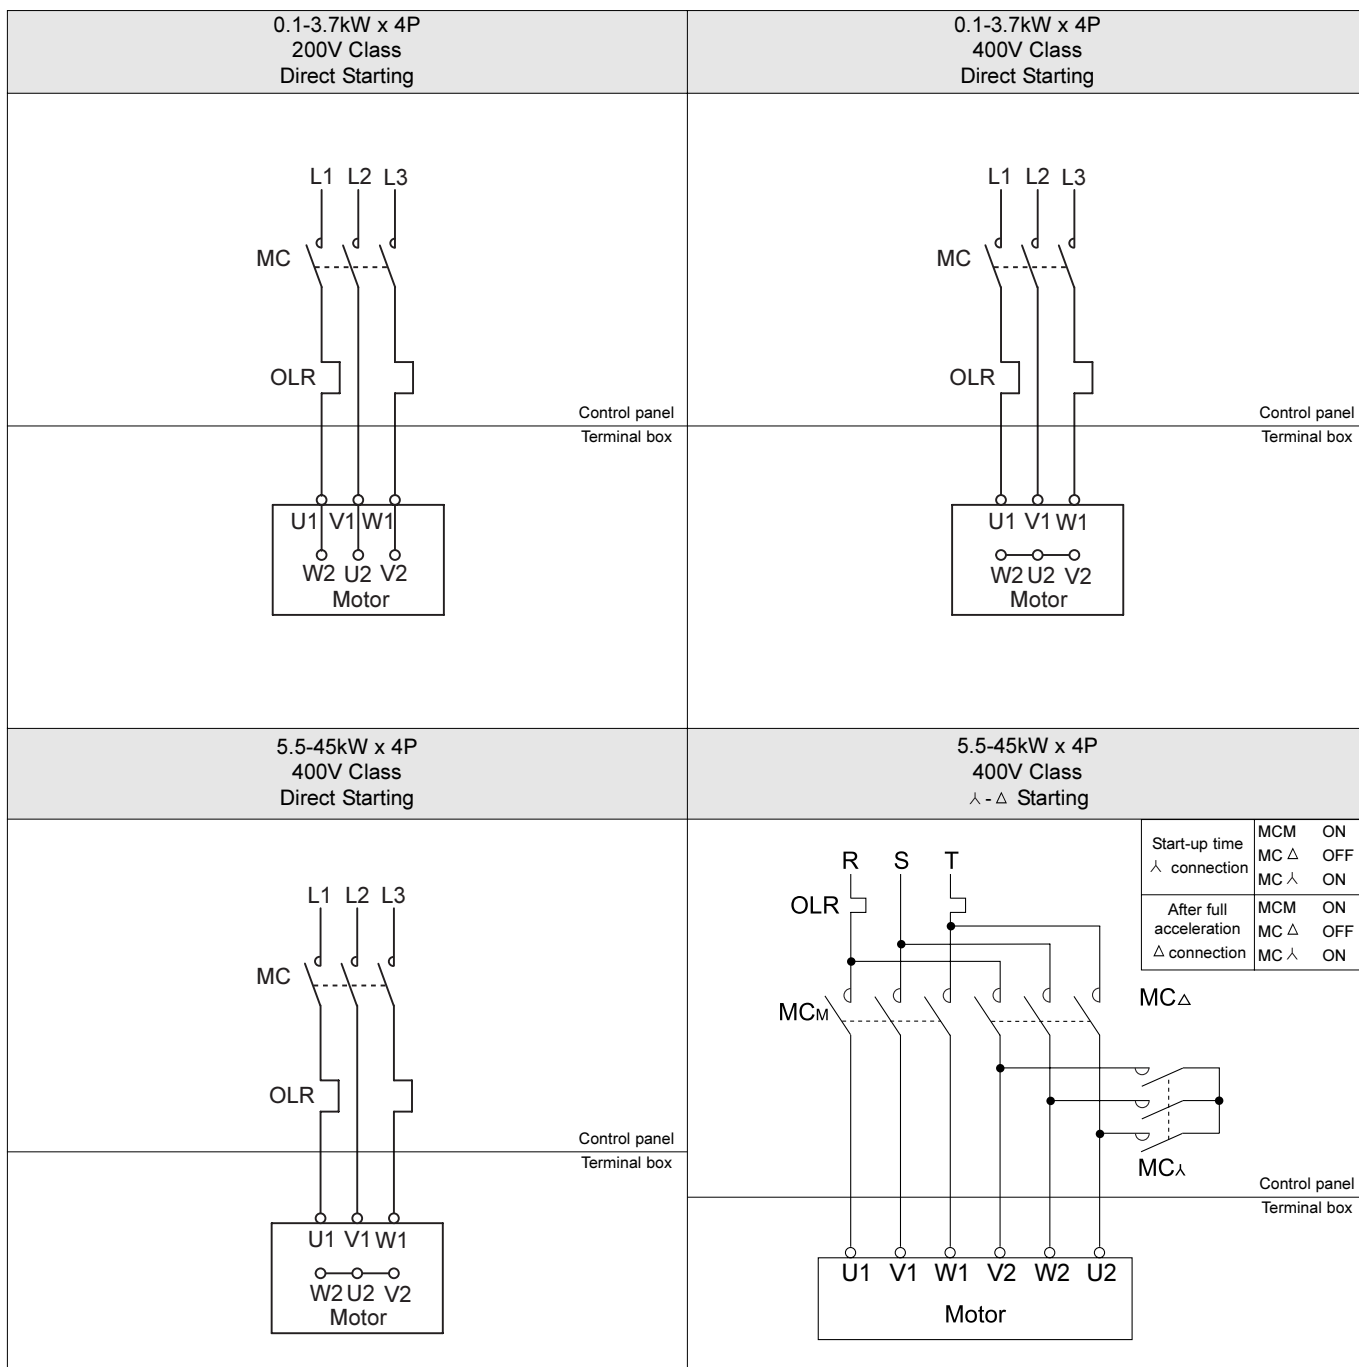 0.1-3.7kW x 4P
200V Class
Direct Starting
0.1-3.7kW x 4P
400V Class
Direct Starting
L1 L2 L3
MC
OLR
Control panel
Terminal box
U1 V1 W1
W2 U2 V2
Motor
L1 L2 L3
MC
OLR
Control panel
Terminal box
U1 V1 W1
W2 U2 V2
Motor
5.5-45kW x 4P
400V Class
Direct Starting
5.5-45kW x 4P
400V Class
⅄ - △ Starting
L1 L2 L3
MC
OLR
Control panel
Terminal box
U1 V1 W1
W2 U2 V2
Motor
Start-up time
⅄ connection
MCM ON
MC △ OFF
MC ⅄ ON
After full
acceleration
△ connection
MCM ON
MC △ OFF
MC ⅄ ON
R S T
OLR
MCM
MC△
MC⅄
Control panel
Terminal box
U1 V1 W1 V2 W2 U2
Motor